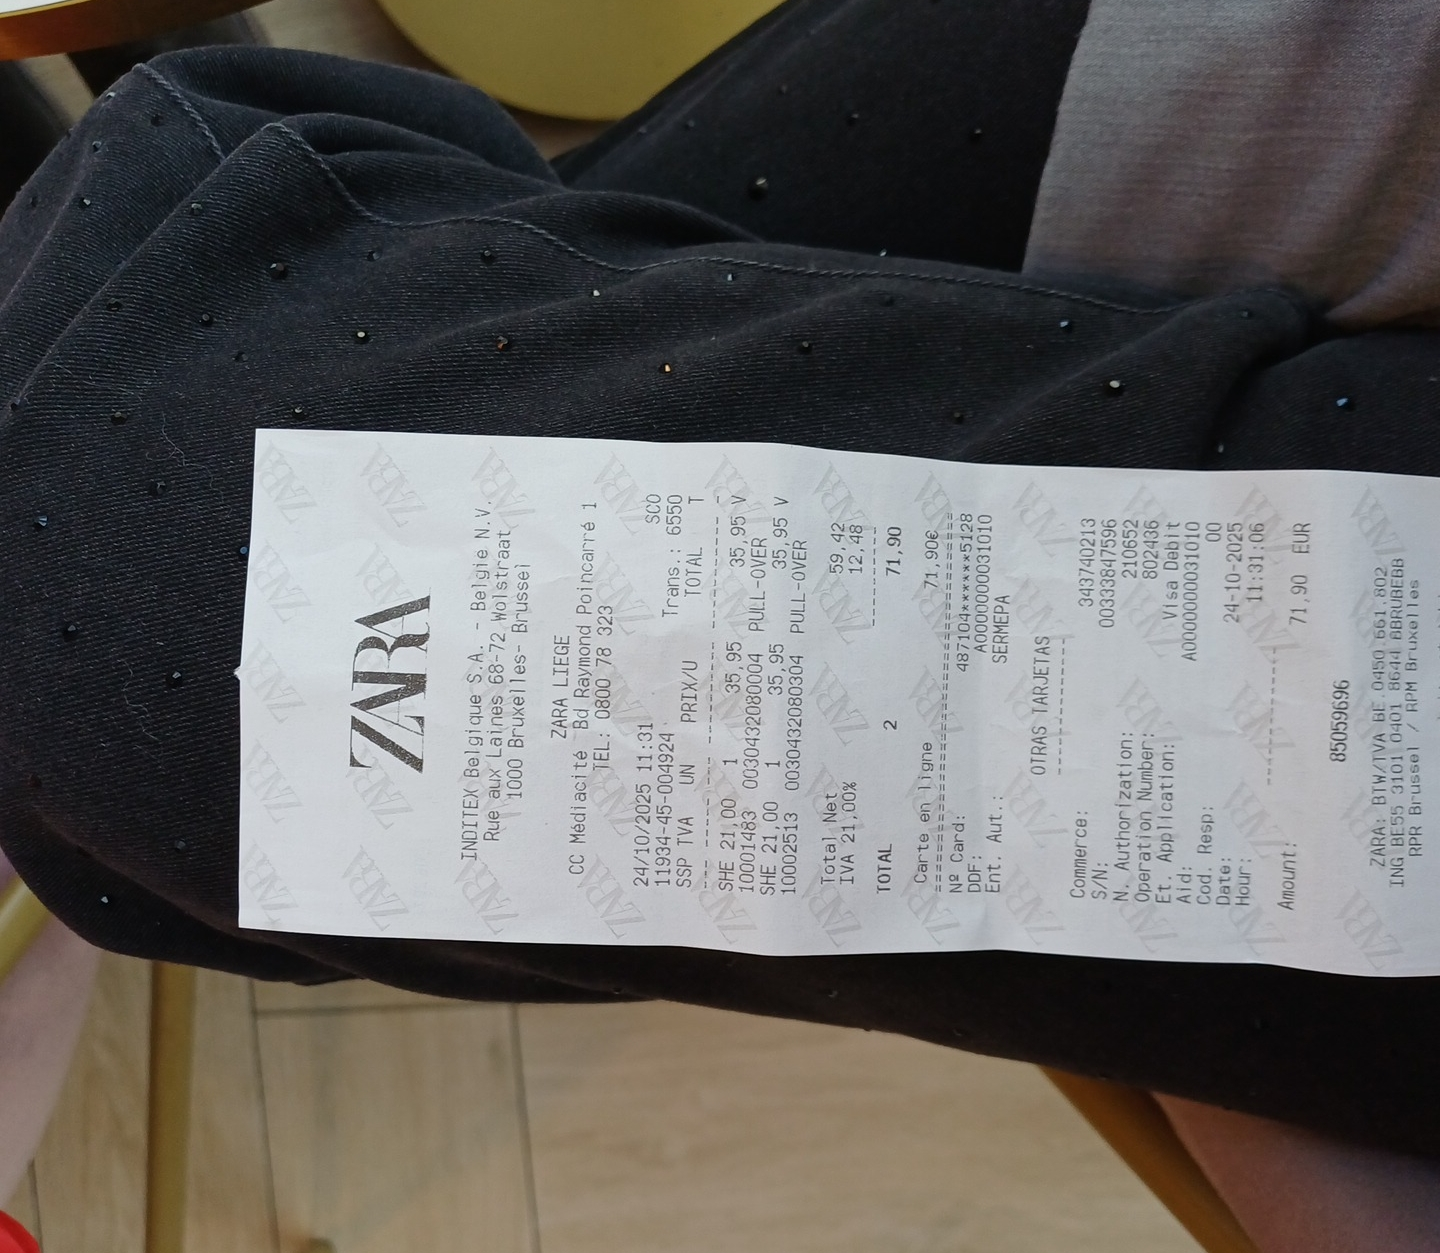 ZARA
INDITEX Belgique S.A. - Belgie N.V.
Rue aux Laines 68-72 Wolstraat
1000 Bruxelles- Brussel
ZARA LIEGE
CC Médiacité Bd Raymond Poincarré 1
TEL: 0800 78 323
24/10/2025 11:31 SCO
11934-45-004924 Trans.: 6550
SSP TVA UN PRIX/U TOTAL T
SHE 21,00 1 35,95 35,95 V
10001483 0030432080004 PULL-OVER
SHE 21,00 1 35,95 35,95 V
10002513 00304320803​04 PULL-OVER
Total Net 59,42
IVA 21,00% 12,48
TOTAL 2 71,90
Carte en ligne 71,90€
Nº Card: 487104******5128
DDF: A0000000031010
Ent. Aut.: SERMEPA
OTRAS TARJETAS
Commerce: 343740213
S/N: 00333847596
N. Authorization: 210652
Operation Number: 802436
Et. Application: Visa Dabit
Aid: A0000000031010
Cod. Resp: 00
Date: 24-10-2025
Hour: 11:31:06
Amount: 71,90 EUR
85059696
ZARA: BTW/TVA BE 0450.661.802
ING BE55 3101 0401 8644 BBRUBEBB
RPR Brussel / RPM Bruxelles